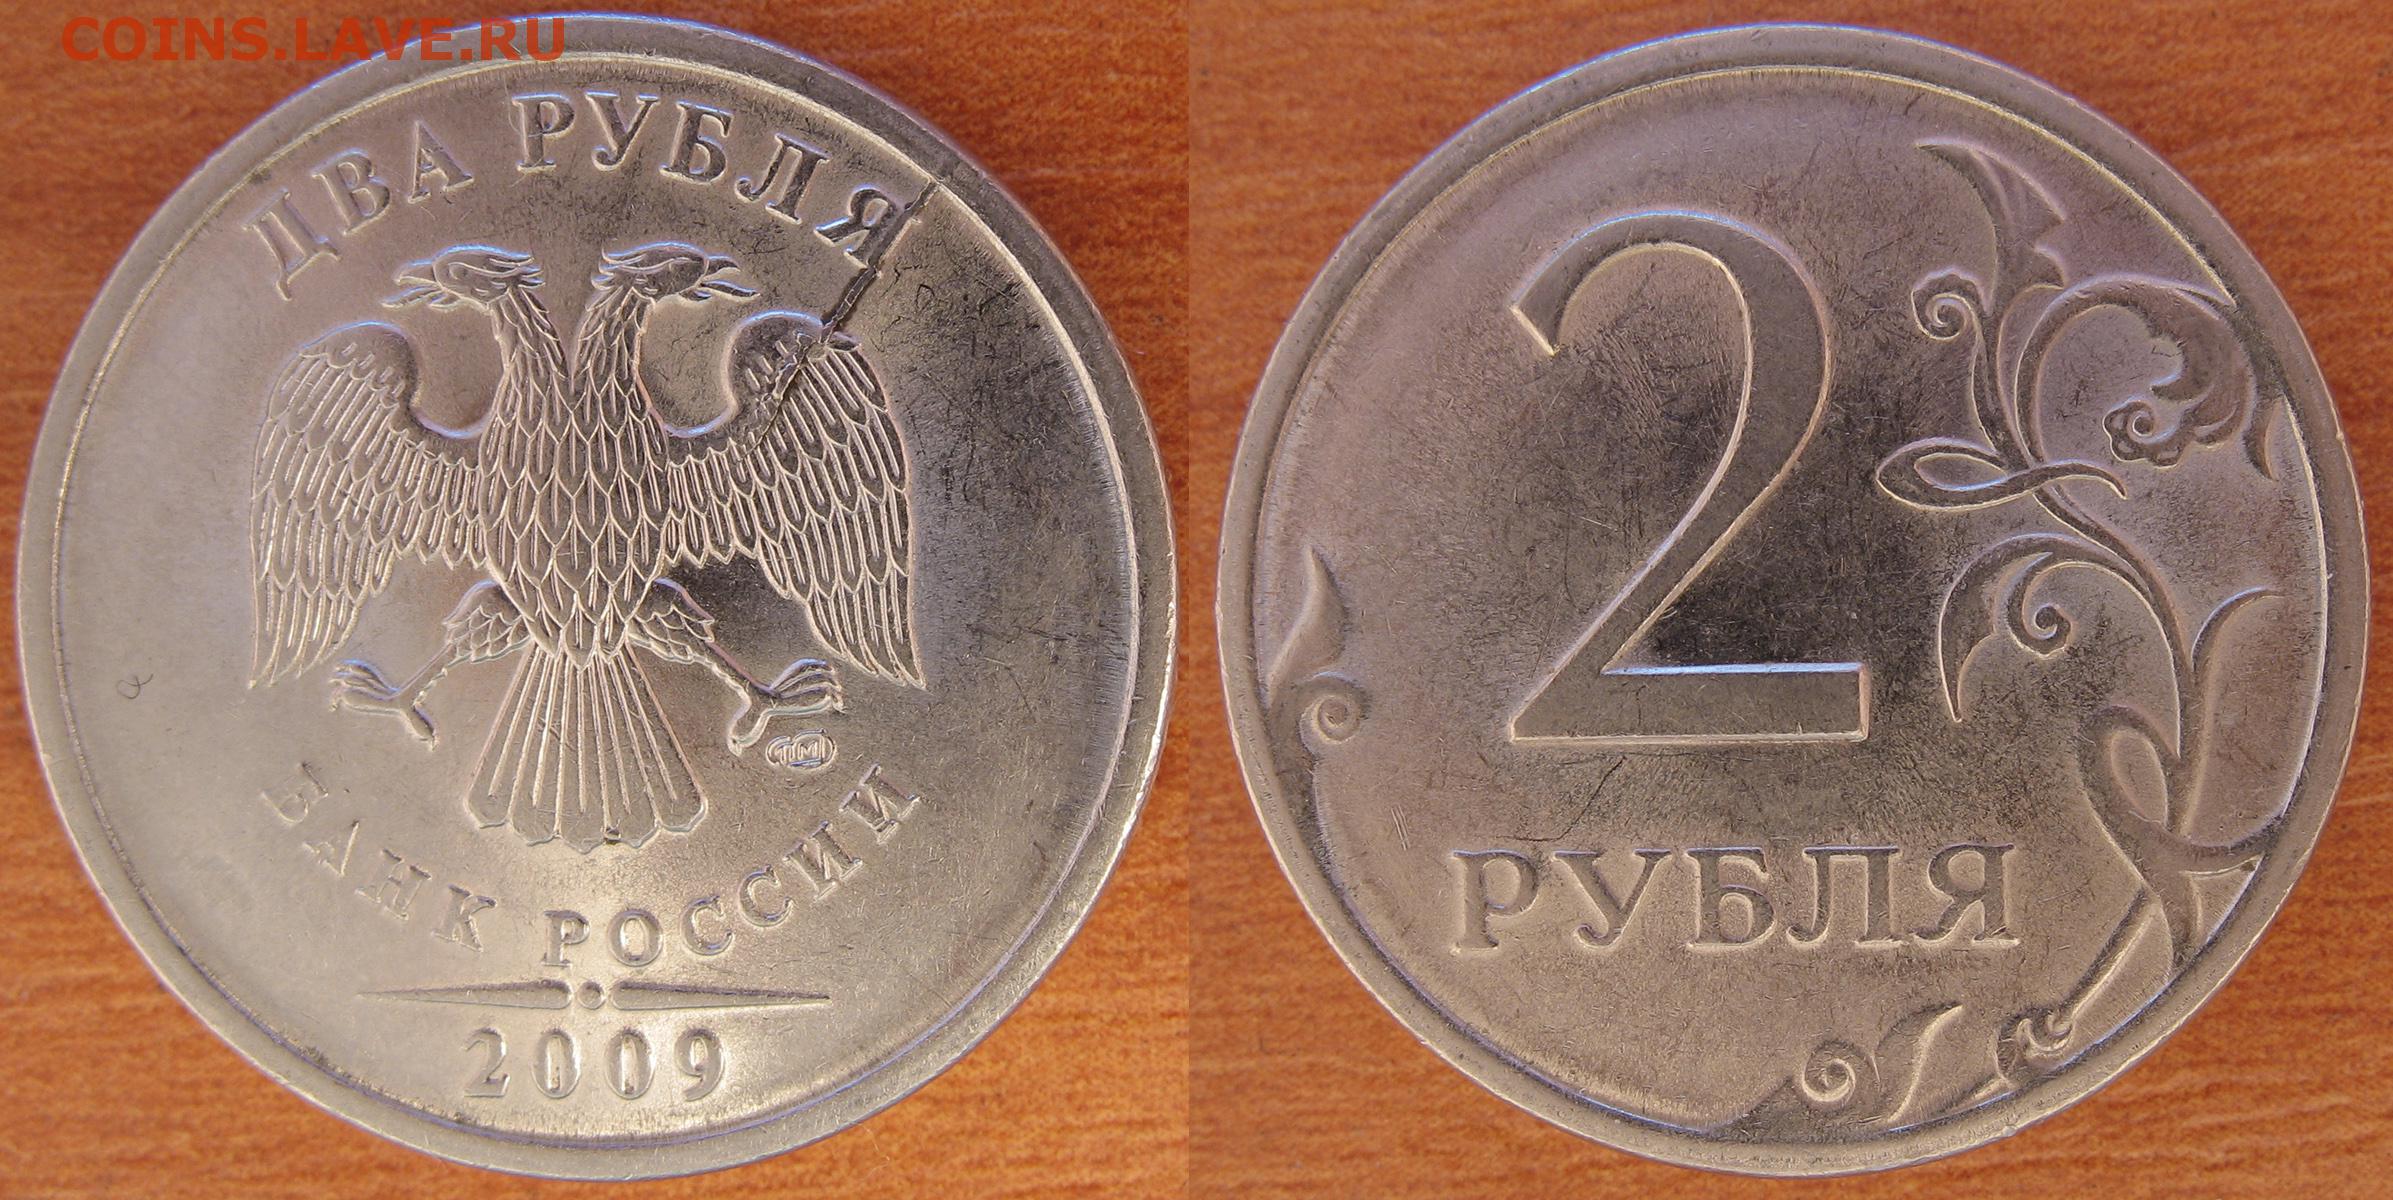 COINS.LAVE.RU
ДВА РУБЛЯ
БАНК РОССИИ
2009
2
РУБЛЯ